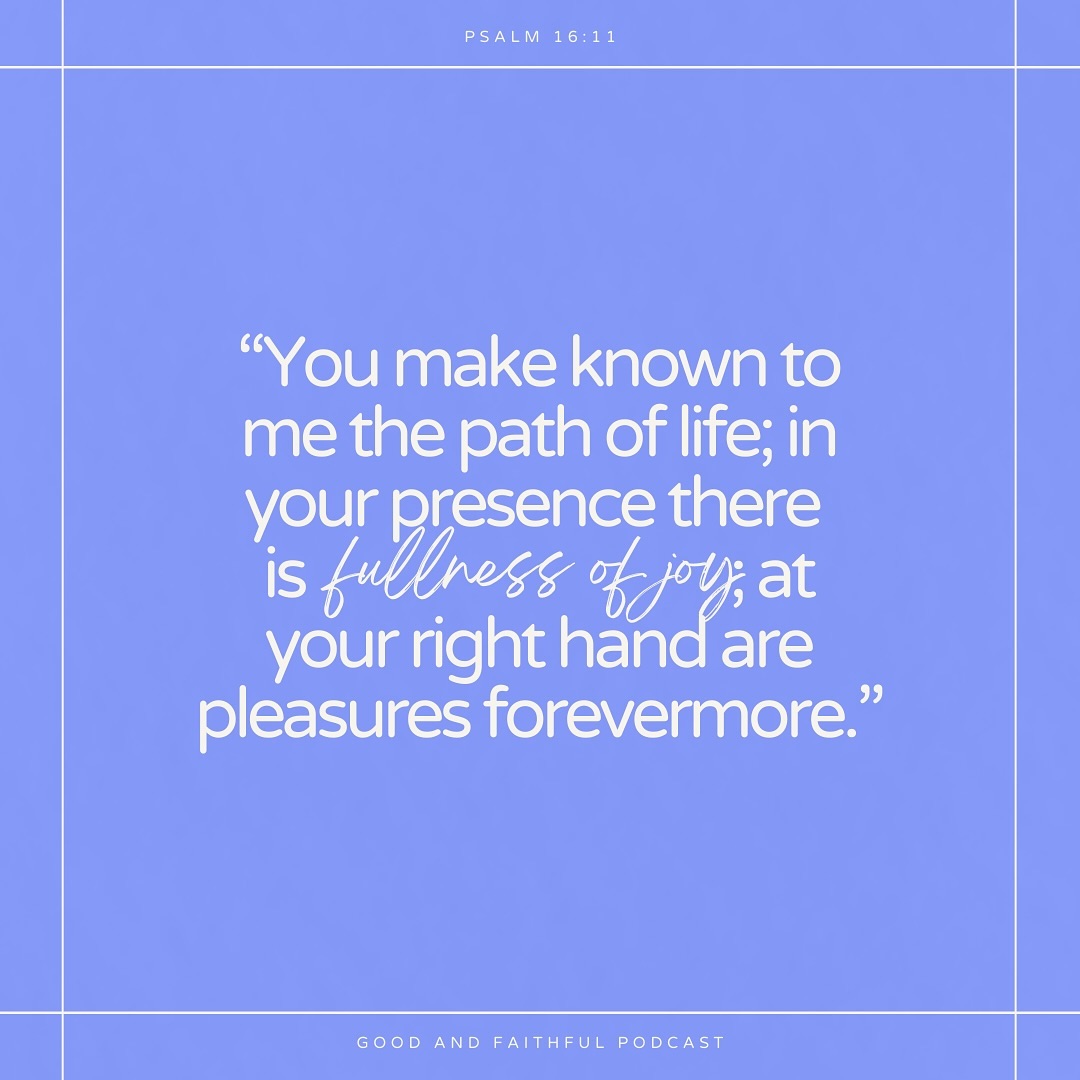 PSALM 16:11
“You make known to
me the path of life; in
your presence there
is fullness of joy; at
your right hand are
pleasures forevermore.”
GOOD AND FAITHFUL PODCAST